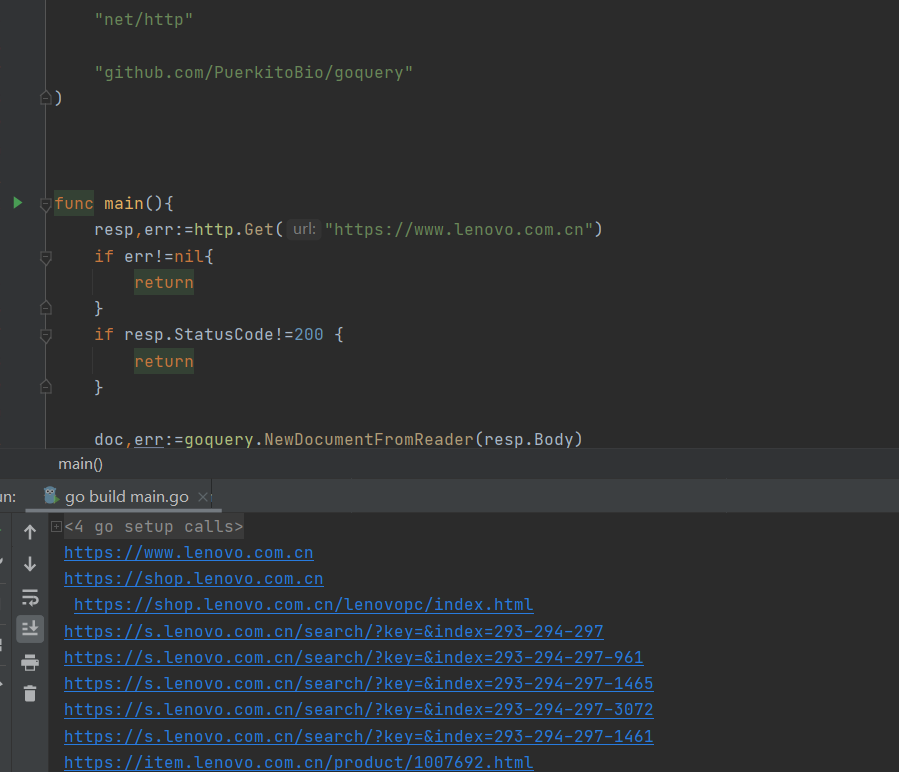 "net/http"
"github.com/PuerkitoBio/goquery"
)
func main(){
resp,err:=http.Get( url: "https://www.lenovo.com.cn")
if err!=nil{
return
}
if resp.StatusCode!=200 {
return
}
doc,err:=goquery.NewDocumentFromReader(resp.Body)
main()
un: go build main.go
<4 go setup calls>
https://www.lenovo.com.cn
https://shop.lenovo.com.cn
https://shop.lenovo.com.cn/lenovopc/index.html
https://s.lenovo.com.cn/search/?key=&index=293-294-297
https://s.lenovo.com.cn/search/?key=&index=293-294-297-961
https://s.lenovo.com.cn/search/?key=&index=293-294-297-1465
https://s.lenovo.com.cn/search/?key=&index=293-294-297-3072
https://s.lenovo.com.cn/search/?key=&index=293-294-297-1461
https://item.lenovo.com.cn/product/1007692.html